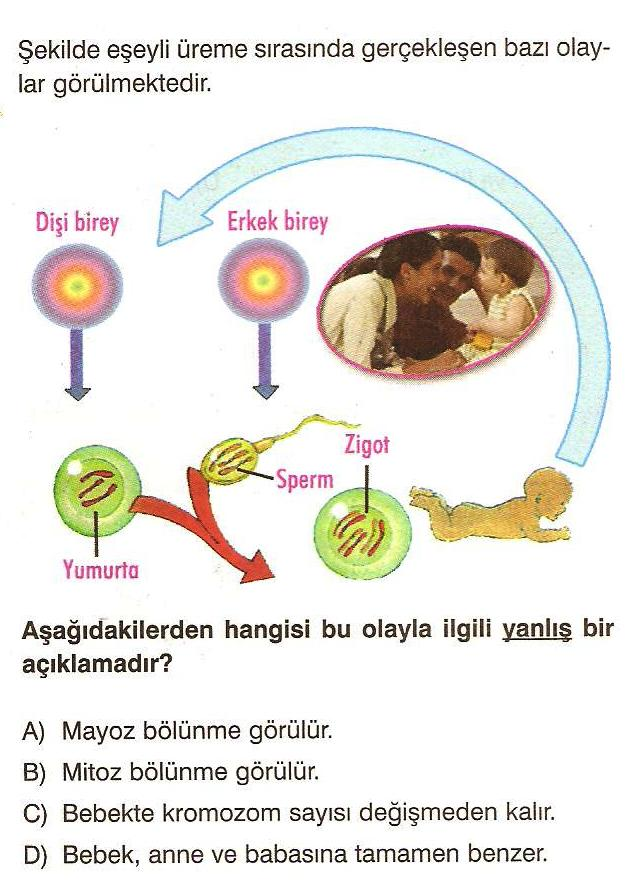 Şekilde eşeyli üreme sırasında gerçekleşen bazı olay-
lar görülmektedir.
Dişi birey
Erkek birey
Zigot
Sperm
Yumurta
Aşağıdakilerden hangisi bu olayla ilgili yanlış bir
açıklamadır?
A) Mayoz bölünme görülür.
B) Mitoz bölünme görülür.
C) Bebekte kromozom sayısı değişmeden kalır.
D) Bebek, anne ve babasına tamamen benzer.